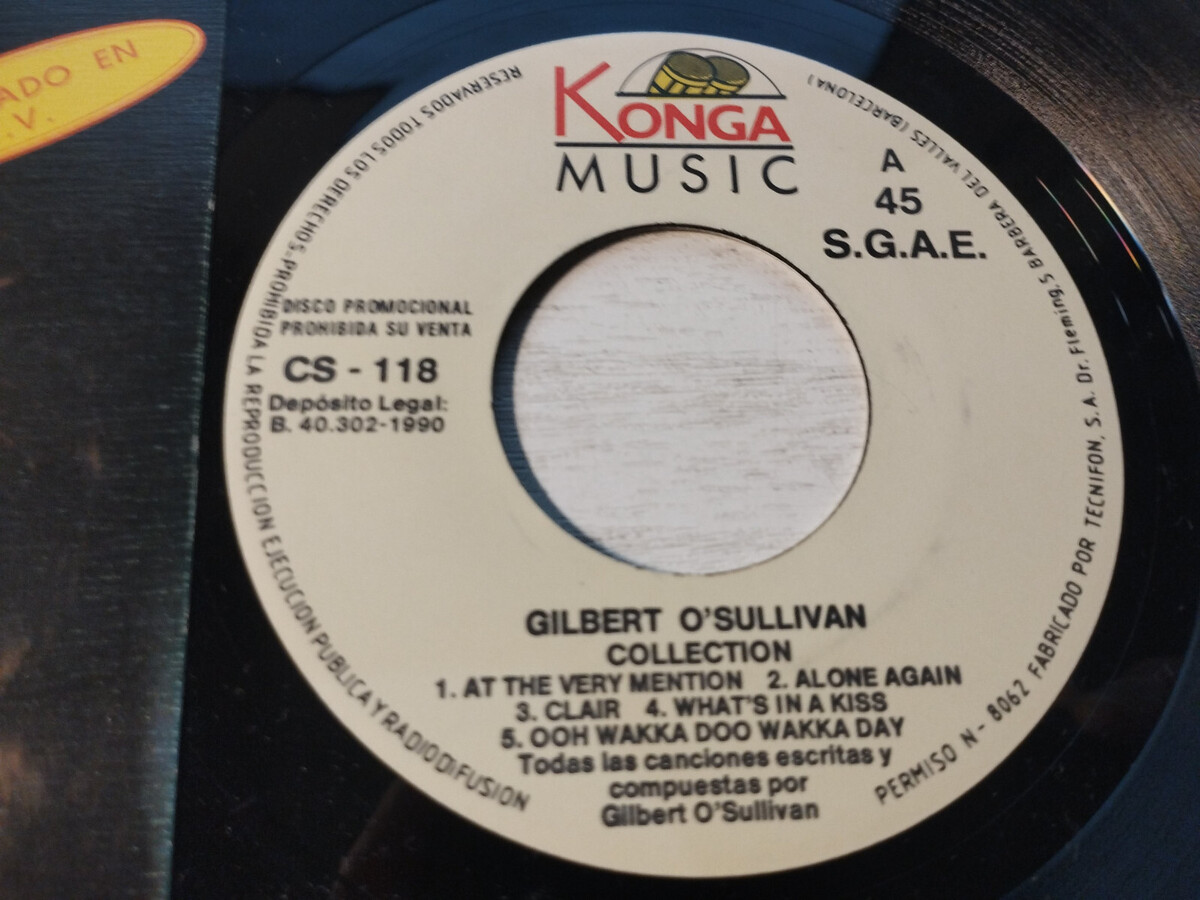 ADO EN
.V.
KONGA
MUSIC
A
45
S.G.A.E.
DISCO PROMOCIONAL
PROHIBIDA SU VENTA
CS - 118
Depósito Legal:
B. 40.302-1990
GILBERT O'SULLIVAN
COLLECTION
1. AT THE VERY MENTION 2. ALONE AGAIN
3. CLAIR 4. WHAT'S IN A KISS
5. OOH WAKKA DOO WAKKA DAY
Todas las canciones escritas y
compuestas por
Gilbert O'Sullivan
RESERVADOS TODOS LOS DERECHOS. PROHIBIDA LA REPRODUCCION EJECUCION PUBLICA Y RADIODIFUSION
PERMISO N - 8062 FABRICADO POR TECNIFON, S.A. Dr. Fleming, 5 BARBERA DEL VALLES (BARCELONA)